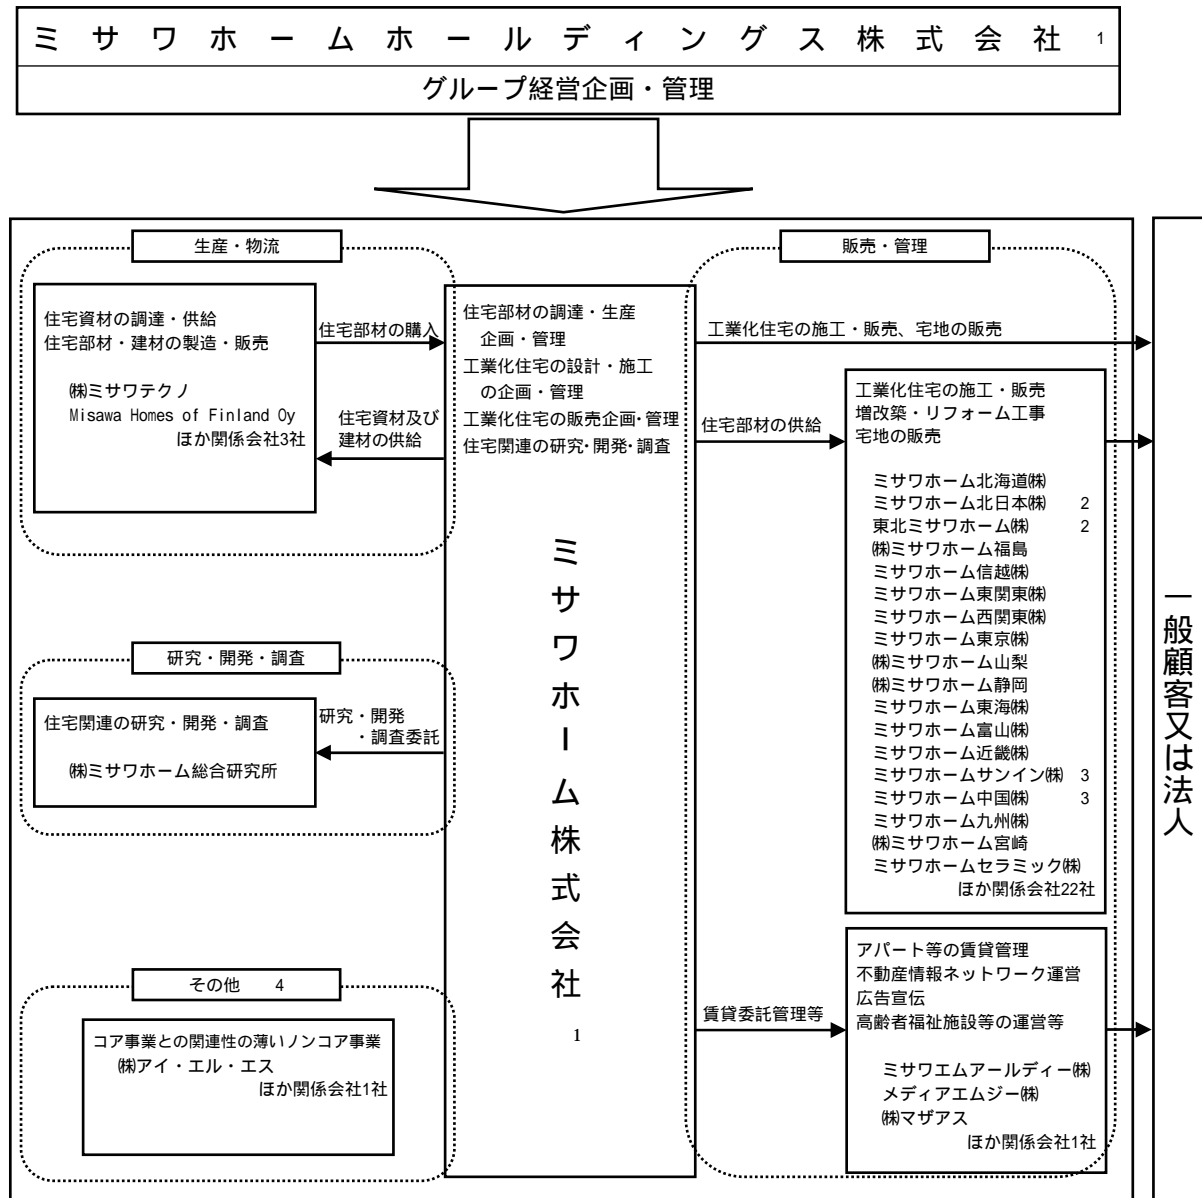 ミサワホームホールディングス株式会社 1
グループ経営企画・管理
生産・物流
住宅資材の調達・供給
住宅部材・建材の製造・販売
㈱ミサワテクノ
Misawa Homes of Finland Oy
ほか関係会社3社
住宅部材の購入
住宅資材及び
建材の供給
研究・開発・調査
住宅関連の研究・開発・調査
㈱ミサワホーム総合研究所
研究・開発
・調査委託
その他 4
コア事業との関連性の薄いノンコア事業
㈱アイ・エル・エス
ほか関係会社1社
住宅部材の調達・生産
企画・管理
工業化住宅の設計・施工
の企画・管理
工業化住宅の販売企画・管理
住宅関連の研究・開発・調査
ミサワホーム株式会社
1
販売・管理
工業化住宅の施工・販売、宅地の販売
住宅部材の供給
工業化住宅の施工・販売
増改築・リフォーム工事
宅地の販売
ミサワホーム北海道㈱
ミサワホーム北日本㈱ 2
東北ミサワホーム㈱ 2
㈱ミサワホーム福島
ミサワホーム信越㈱
ミサワホーム東関東㈱
ミサワホーム西関東㈱
ミサワホーム東京㈱
㈱ミサワホーム山梨
㈱ミサワホーム静岡
ミサワホーム東海㈱
ミサワホーム富山㈱
ミサワホーム近畿㈱
ミサワホームサンイン㈱ 3
ミサワホーム中国㈱ 3
ミサワホーム九州㈱
㈱ミサワホーム宮崎
ミサワホームセラミック㈱
ほか関係会社22社
賃貸委託管理等
アパート等の賃貸管理
不動産情報ネットワーク運営
広告宣伝
高齢者福祉施設等の運営等
ミサワエムアールディー㈱
メディアエムジー㈱
㈱マザアス
ほか関係会社1社
一般顧客又は法人